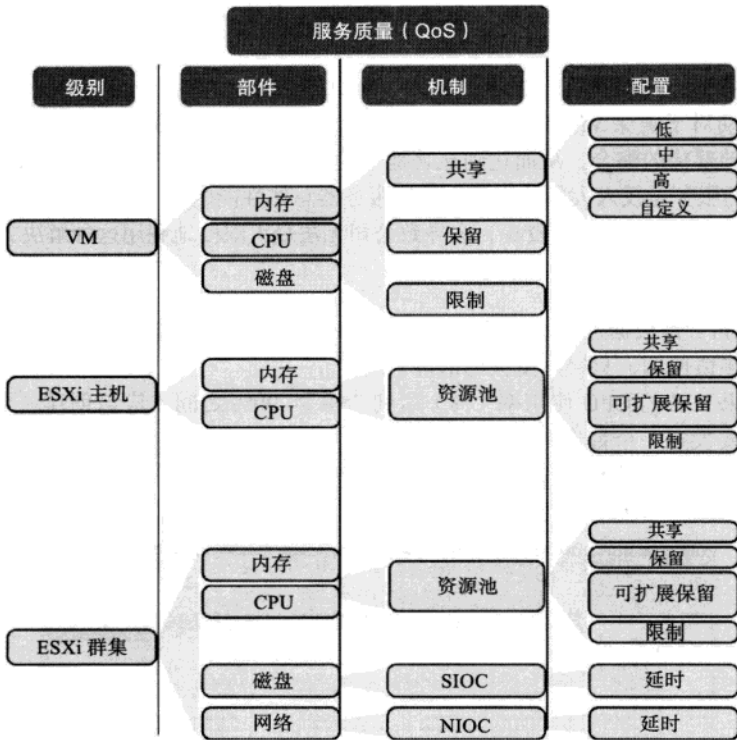 服务质量（QoS）
级别
部件
机制
配置
VM
内存
CPU
磁盘
共享
保留
限制
低
中
高
自定义
ESXi 主机
内存
CPU
资源池
共享
保留
可扩展保留
限制
ESXi 群集
内存
CPU
磁盘
网络
资源池
SIOC
NIOC
共享
保留
可扩展保留
限制
延时
延时